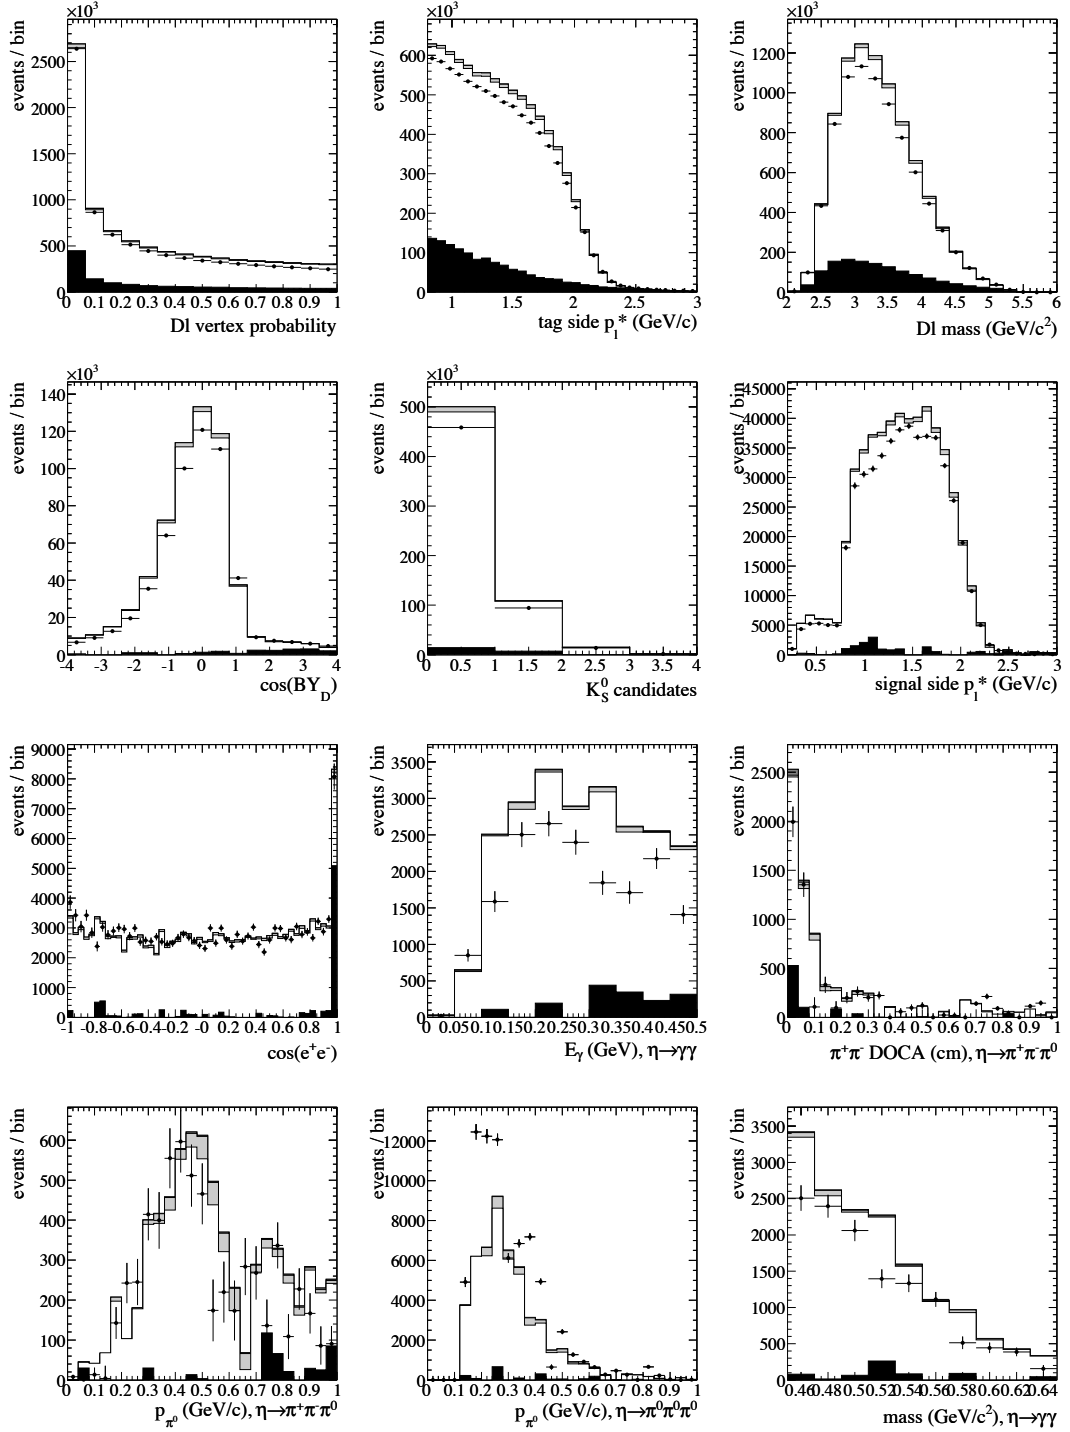 ×10³ ×10³ ×10³
events / bin events / bin events / bin
2500 2000 1500 1000 500 0
600 500 400 300 200 100 0
1200 1000 800 600 400 200 0
0 0.1 0.2 0.3 0.4 0.5 0.6 0.7 0.8 0.9 1
1 1.5 2 2.5 3
2 2.5 3 3.5 4 4.5 5 5.5 6
Dl vertex probability
tag side p_l* (GeV/c)
Dl mass (GeV/c²)
×10³ ×10³
events / bin events / bin events / bin
140 120 100 80 60 40 20 0
500 400 300 200 100 0
45000 40000 35000 30000 25000 20000 15000 10000 5000 0
-4 -3 -2 -1 0 1 2 3 4
0 0.5 1 1.5 2 2.5 3 3.5 4
0.5 1 1.5 2 2.5 3
cos(BY_D)
K_S^0 candidates
signal side p_l* (GeV/c)
events / bin events / bin events / bin
9000 8000 7000 6000 5000 4000 3000 2000 1000 0
3500 3000 2500 2000 1500 1000 500 0
2500 2000 1500 1000 500 0
-1 -0.8 -0.6 -0.4 -0.2 -0 0.2 0.4 0.6 0.8 1
0 0.05 0.1 0.15 0.2 0.25 0.3 0.35 0.4 0.45 0.5
0 0.1 0.2 0.3 0.4 0.5 0.6 0.7 0.8 0.9 1
cos(e⁺e⁻)
E_γ (GeV), η→γγ
π⁺π⁻ DOCA (cm), η→π⁺π⁻π⁰
events / bin events / bin events / bin
600 500 400 300 200 100 0
12000 10000 8000 6000 4000 2000 0
3500 3000 2500 2000 1500 1000 500 0
0 0.1 0.2 0.3 0.4 0.5 0.6 0.7 0.8 0.9 1
0 0.1 0.2 0.3 0.4 0.5 0.6 0.7 0.8 0.9 1
0.46 0.48 0.50 0.52 0.54 0.56 0.58 0.60 0.62 0.64
p_π⁰ (GeV/c), η→π⁺π⁻π⁰
p_π⁰ (GeV/c), η→π⁰π⁰π⁰
mass (GeV/c²), η→γγ